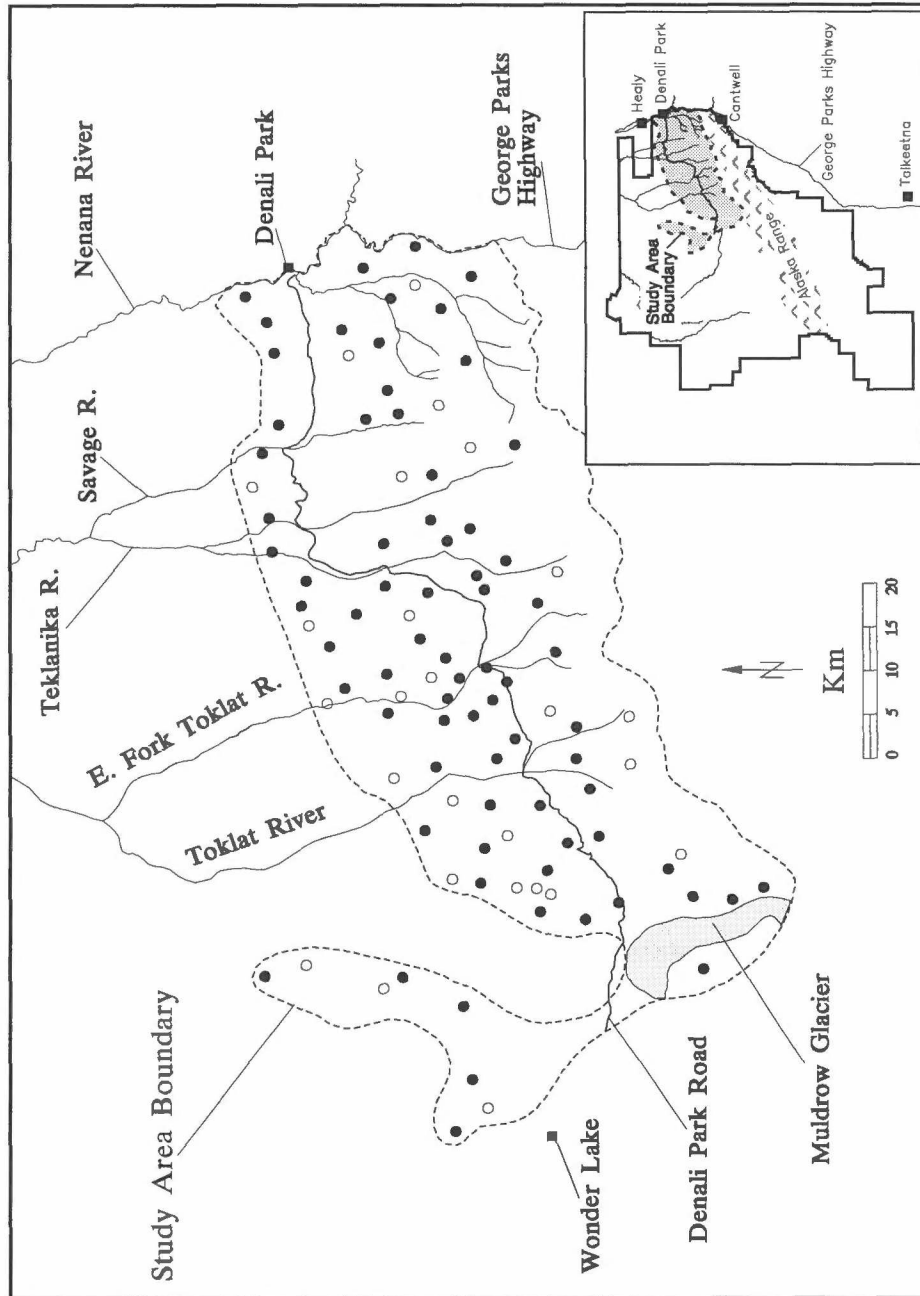 Study Area Boundary
Toklat River
E. Fork Toklat R.
Teklanika R.
Savage R.
Nenana River
Denali Park
George Parks
Highway
Wonder Lake
Denali Park Road
Muldrow Glacier
N
Km
0 5 10 15 20
Healy
Denali Park
Cantwell
Study Area
Boundary
Alaska Range
George Parks Highway
Talkeetna